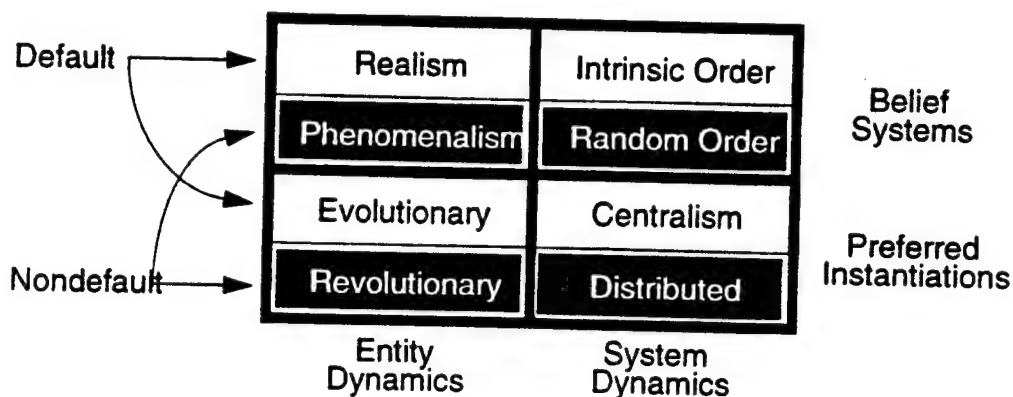 Default
Realism
Intrinsic Order
Belief
Systems
Phenomenalism
Random Order
Evolutionary
Centralism
Preferred
Instantiations
Nondefault
Revolutionary
Distributed
Entity
Dynamics
System
Dynamics